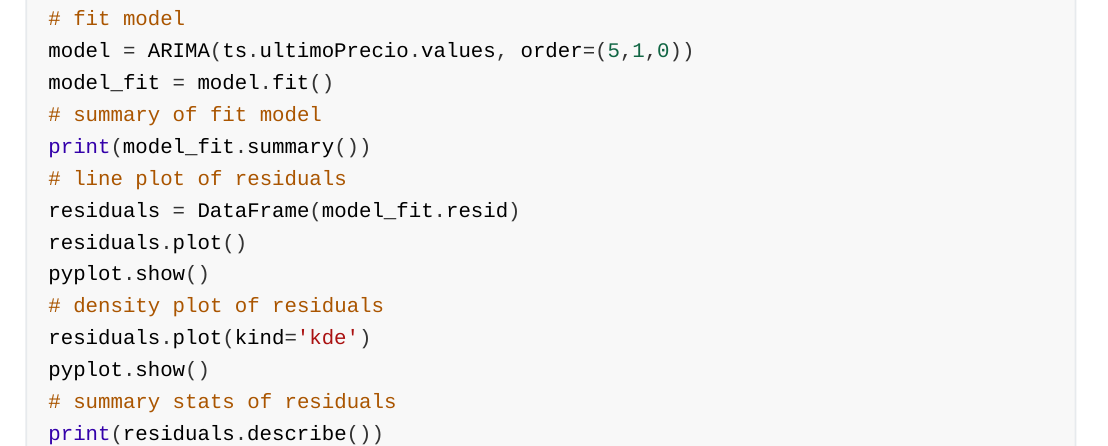 # fit model
model = ARIMA(ts.ultimoPrecio.values, order=(5,1,0))
model_fit = model.fit()
# summary of fit model
print(model_fit.summary())
# line plot of residuals
residuals = DataFrame(model_fit.resid)
residuals.plot()
pyplot.show()
# density plot of residuals
residuals.plot(kind='kde')
pyplot.show()
# summary stats of residuals
print(residuals.describe())